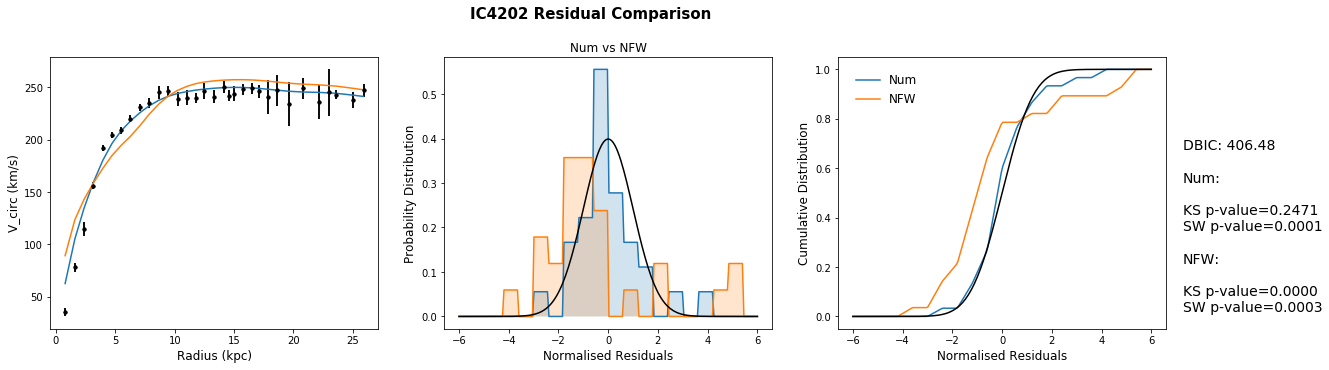 IC4202 Residual Comparison
V_circ (km/s)
250
200
150
100
50
0
5
10
15
20
25
Radius (kpc)
Num vs NFW
Probability Distribution
0.5
0.4
0.3
0.2
0.1
0.0
−6
−4
−2
0
2
4
6
Normalised Residuals
Cumulative Distribution
1.0
0.8
0.6
0.4
0.2
0.0
Num
NFW
−6
−4
−2
0
2
4
6
Normalised Residuals
DBIC: 406.48
Num:
KS p-value=0.2471
SW p-value=0.0001
NFW:
KS p-value=0.0000
SW p-value=0.0003